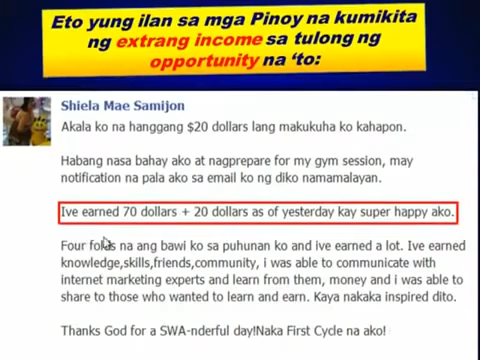 Eto yung ilan sa mga Pinoy na kumikita
ng extrang income sa tulong ng
opportunity na ‘to:
Shiela Mae Samijon
Akala ko na hanggang $20 dollars lang makukuha ko kahapon.
Habang nasa bahay ako at nagprepare for my gym session, may
notification na pala ako sa email ko ng diko namamalayan.
Ive earned 70 dollars + 20 dollars as of yesterday kay super happy ako.
Four folds na ang bawi ko sa puhunan ko and ive earned a lot. Ive earned
knowledge,skills,friends,community, i was able to communicate with
internet marketing experts and learn from them, money and i was able to
share to those who wanted to learn and earn. Kaya nakaka inspired dito.
Thanks God for a SWA-nderful day!Naka First Cycle na ako!